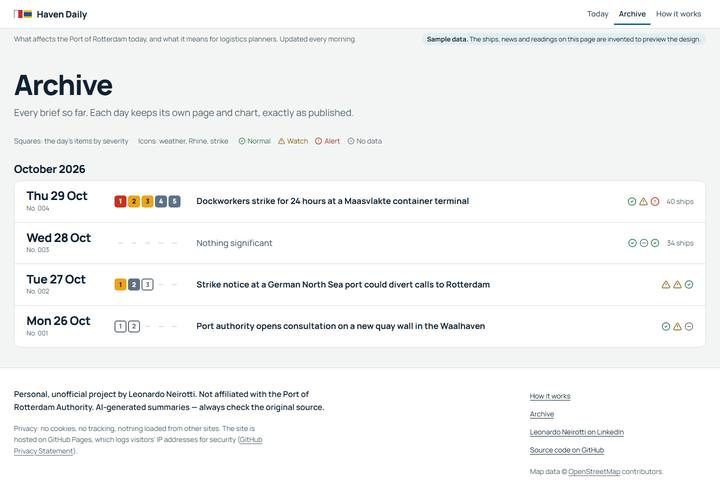 Haven Daily
Today
Archive
How it works
What affects the Port of Rotterdam today, and what it means for logistics planners. Updated every morning.
Sample data. The ships, news and readings on this page are invented to preview the design.
Archive
Every brief so far. Each day keeps its own page and chart, exactly as published.
Squares: the day's items by severity
Icons: weather, Rhine, strike
Normal
Watch
Alert
No data
October 2026
Thu 29 Oct
No. 004
1 2 3 4 5
Dockworkers strike for 24 hours at a Maasvlakte container terminal
40 ships
Wed 28 Oct
No. 003
– – – – –
Nothing significant
34 ships
Tue 27 Oct
No. 002
1 2 3 – –
Strike notice at a German North Sea port could divert calls to Rotterdam
Mon 26 Oct
No. 001
1 2 – – –
Port authority opens consultation on a new quay wall in the Waalhaven
Personal, unofficial project by Leonardo Neirotti. Not affiliated with the Port of
Rotterdam Authority. AI-generated summaries — always check the original source.
Privacy: no cookies, no tracking, nothing loaded from other sites. The site is
hosted on GitHub Pages, which logs visitors' IP addresses for security (GitHub
Privacy Statement).
How it works
Archive
Leonardo Neirotti on LinkedIn
Source code on GitHub
Map data © OpenStreetMap contributors.